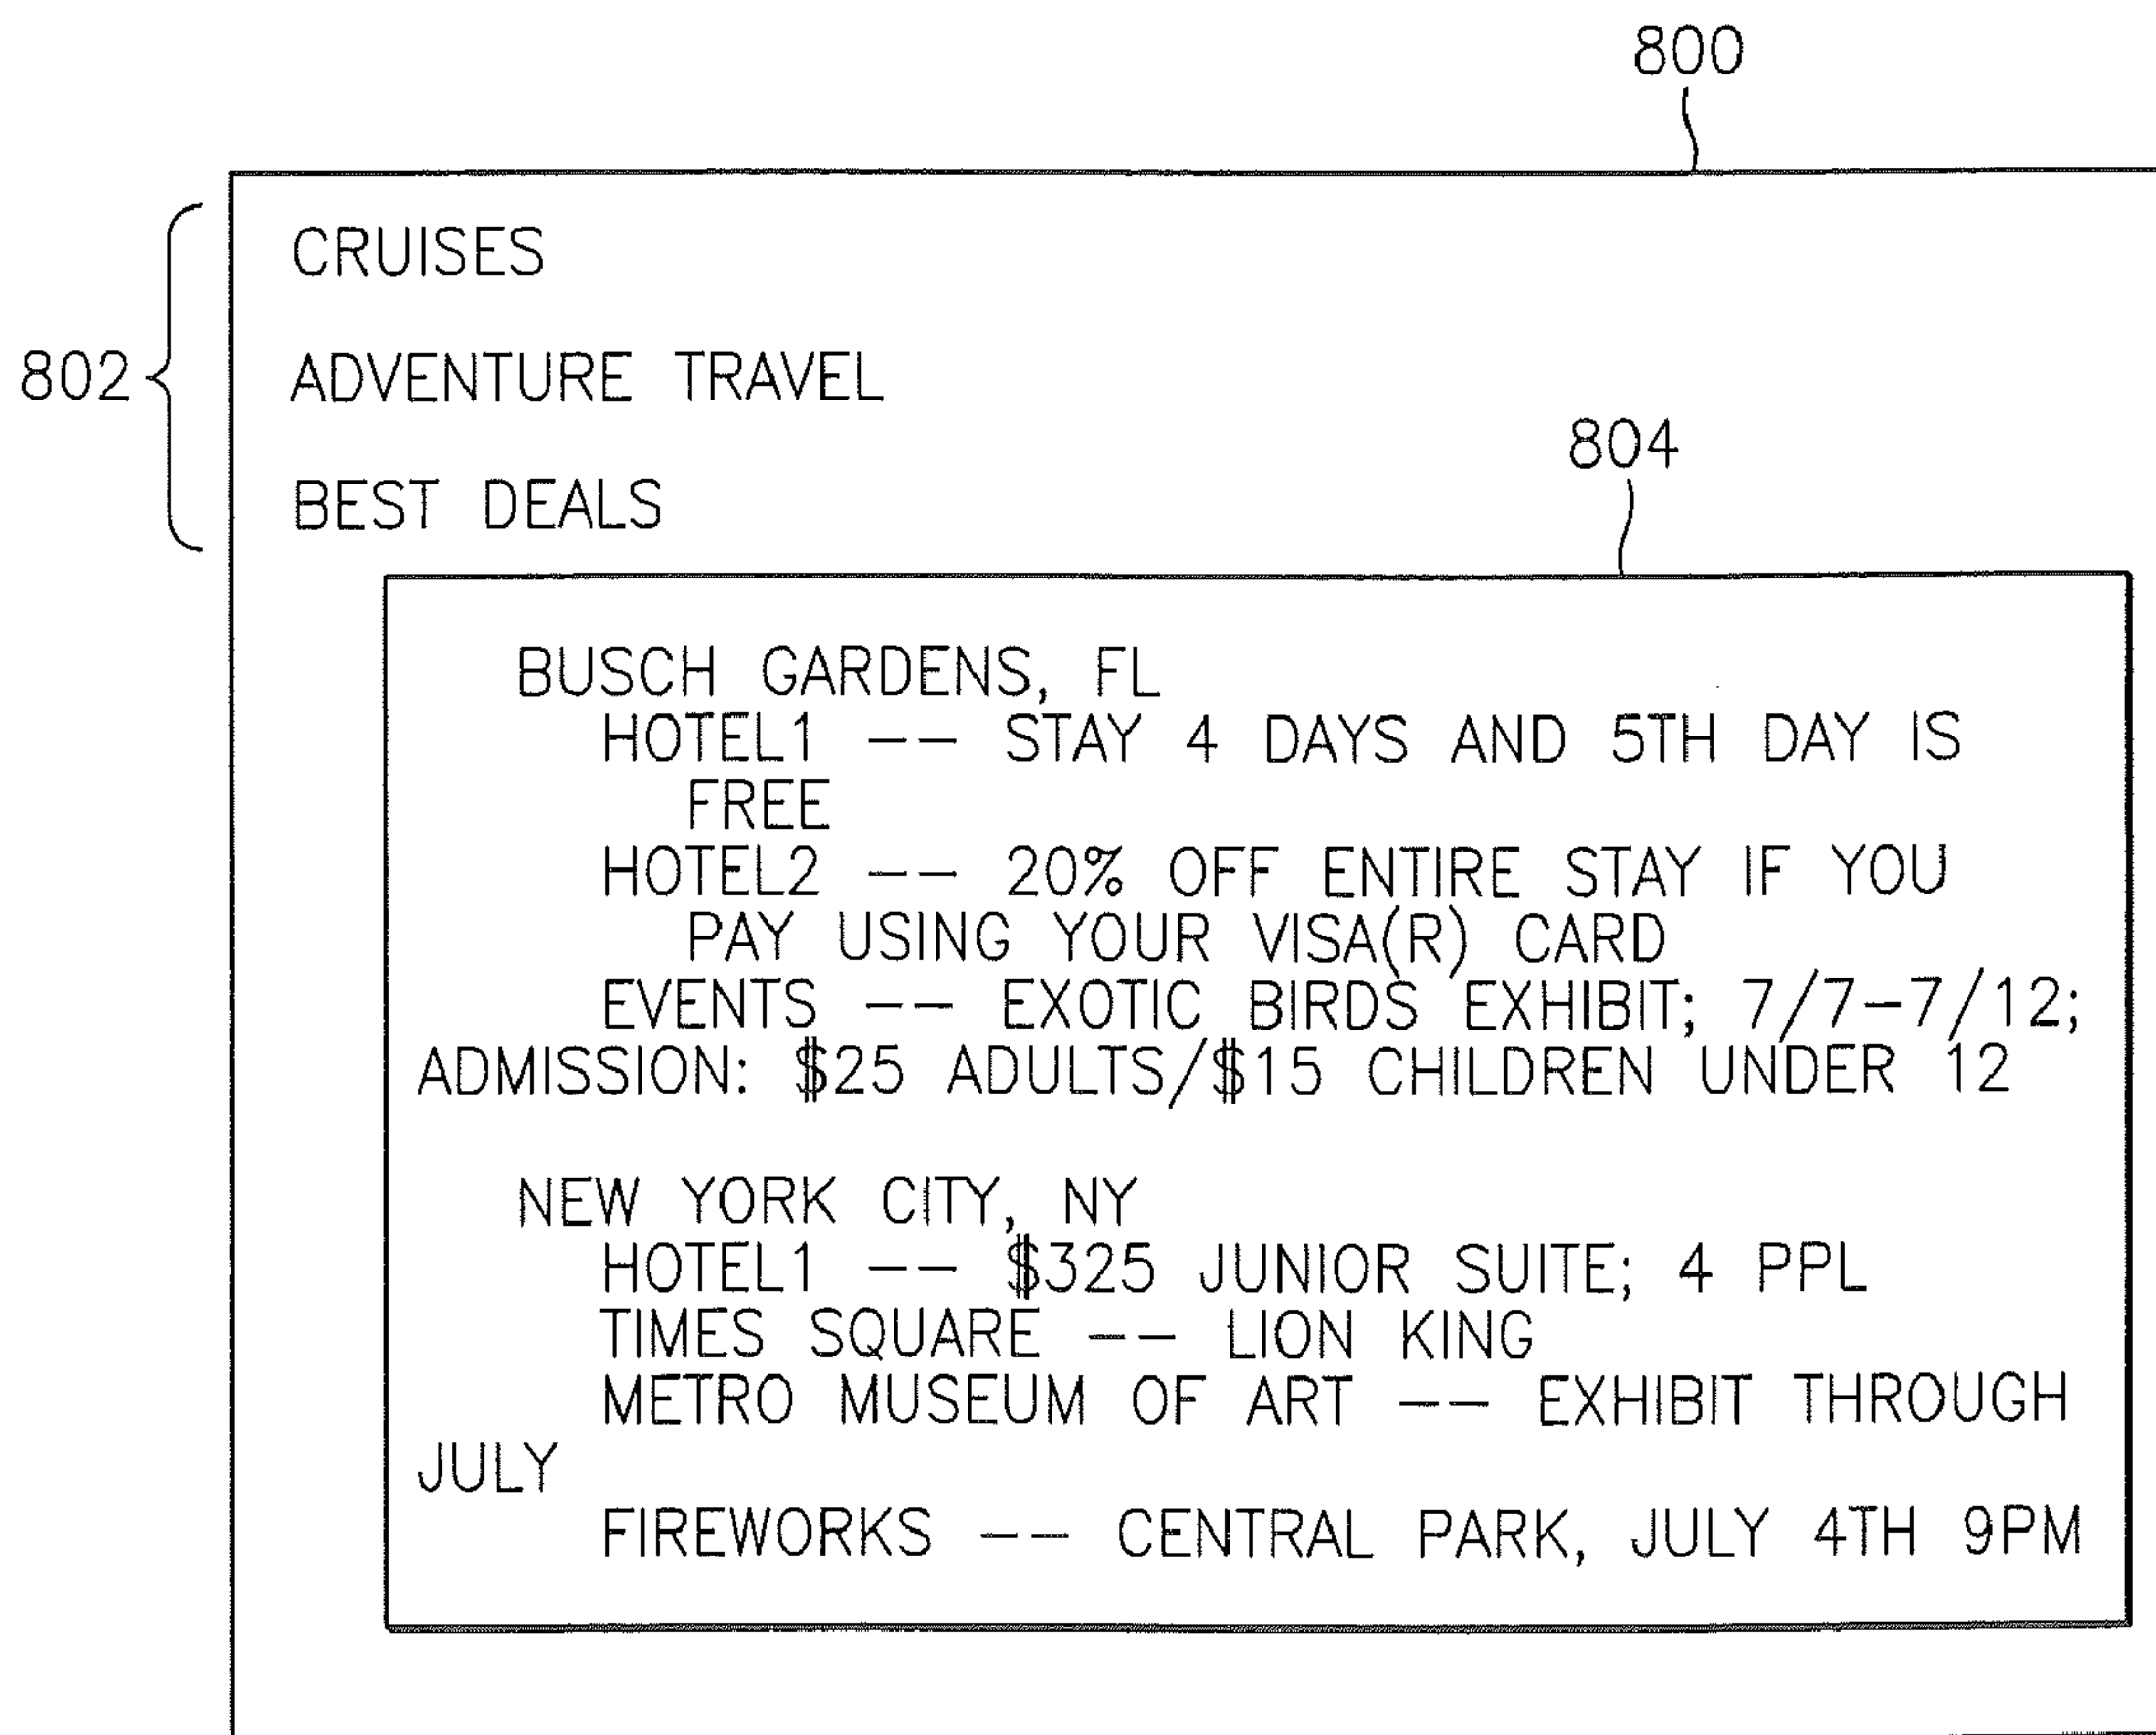 800
802
CRUISES
ADVENTURE TRAVEL
BEST DEALS
804
BUSCH GARDENS, FL
HOTEL1 -- STAY 4 DAYS AND 5TH DAY IS
FREE
HOTEL2 -- 20% OFF ENTIRE STAY IF YOU
PAY USING YOUR VISA(R) CARD
EVENTS -- EXOTIC BIRDS EXHIBIT; 7/7-7/12;
ADMISSION: $25 ADULTS/$15 CHILDREN UNDER 12
NEW YORK CITY, NY
HOTEL1 -- $325 JUNIOR SUITE; 4 PPL
TIMES SQUARE -- LION KING
METRO MUSEUM OF ART -- EXHIBIT THROUGH
JULY
FIREWORKS -- CENTRAL PARK, JULY 4TH 9PM